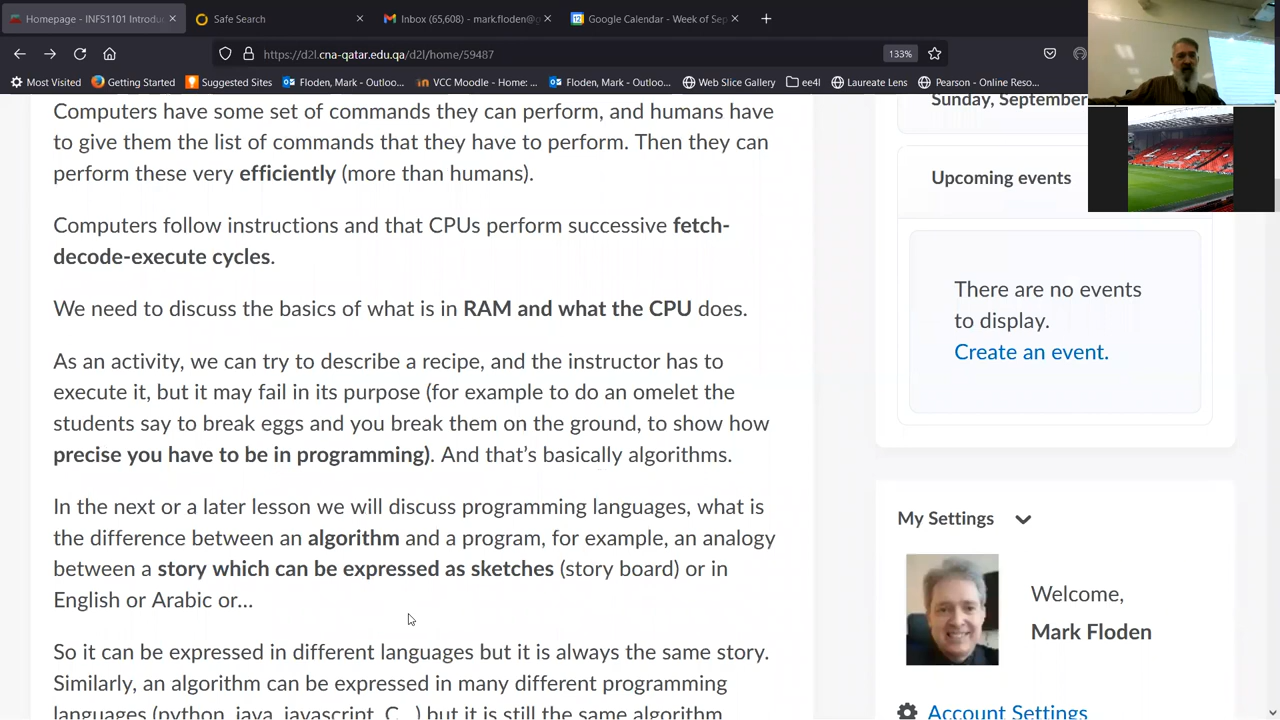 Homepage - INFS1101 Introdu
Safe Search
Inbox (65,608) - mark.floden@g
Google Calendar - Week of Sep
https://d2l.cna-qatar.edu.qa/d2l/home/59487
133%
Most Visited
Getting Started
Suggested Sites
Floden, Mark - Outloo...
VCC Moodle - Home: ...
Floden, Mark - Outloo...
Web Slice Gallery
ee4l
Laureate Lens
Pearson - Online Reso...
Computers have some set of commands they can perform, and humans have
to give them the list of commands that they have to perform. Then they can
perform these very efficiently (more than humans).
Computers follow instructions and that CPUs perform successive fetch-
decode-execute cycles.
We need to discuss the basics of what is in RAM and what the CPU does.
As an activity, we can try to describe a recipe, and the instructor has to
execute it, but it may fail in its purpose (for example to do an omelet the
students say to break eggs and you break them on the ground, to show how
precise you have to be in programming). And that's basically algorithms.
In the next or a later lesson we will discuss programming languages, what is
the difference between an algorithm and a program, for example, an analogy
between a story which can be expressed as sketches (story board) or in
English or Arabic or...
So it can be expressed in different languages but it is always the same story.
Similarly, an algorithm can be expressed in many different programming
languages (python, java, javascript, C...) but it is still the same algorithm
Sunday, September
Upcoming events
There are no events
to display.
Create an event.
My Settings
Welcome,
Mark Floden
Account Settings